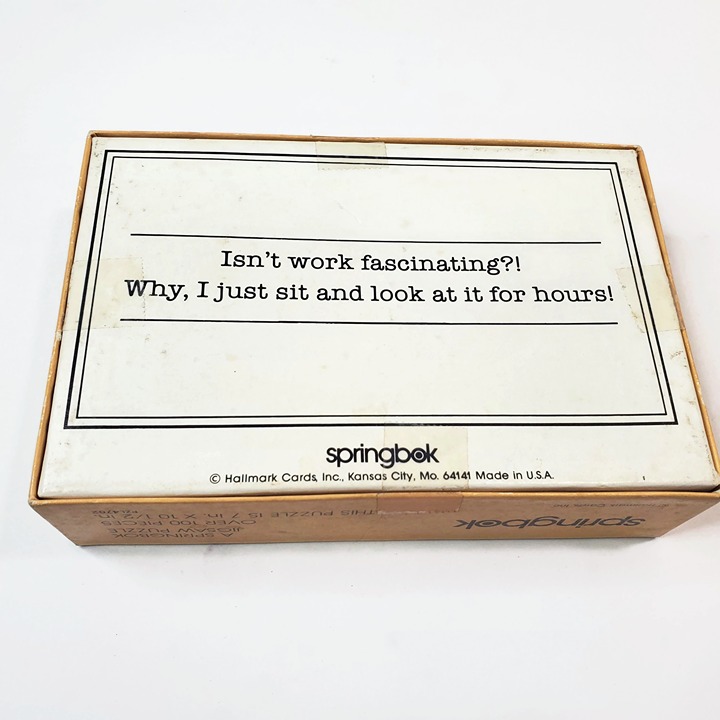 Isn't work fascinating?!
Why, I just sit and look at it for hours!
springbok
© Hallmark Cards, Inc., Kansas City, Mo. 64141 Made in U.S.A.
springbok
A SPRINGBOK
JIGSAW PUZZLE
OVER 100 PIECES
THIS PUZZLE IS 7 in. X 10 1/2 in.